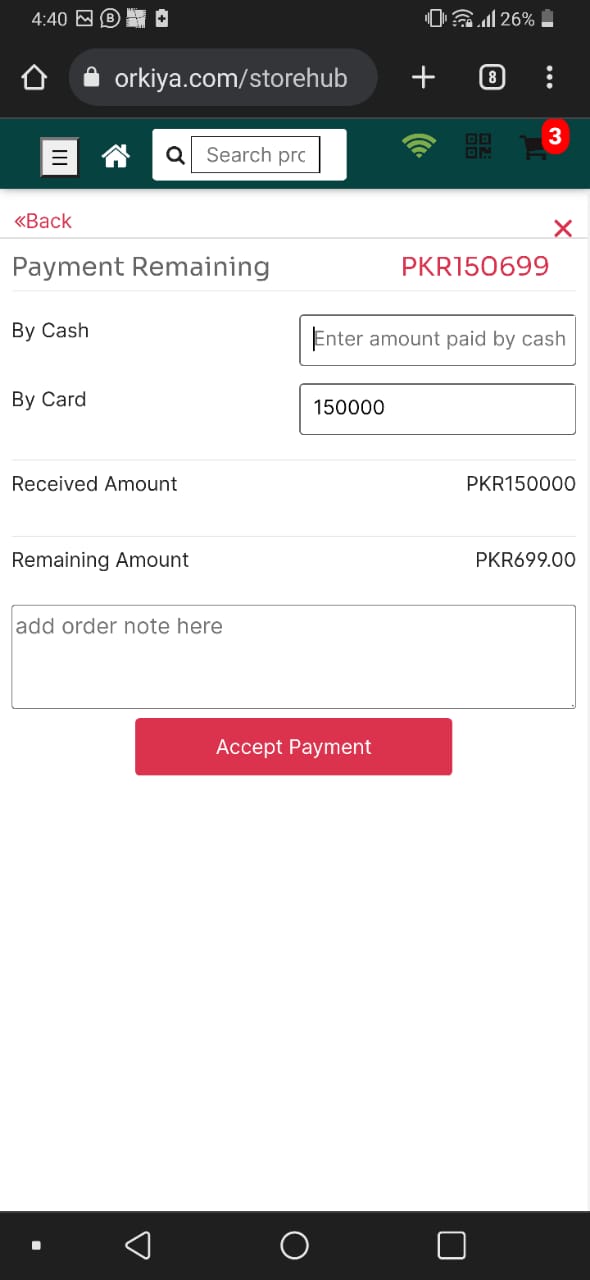 4:40
26%
orkiya.com/storehub
8
Search prc
3
«Back
Payment Remaining PKR150699
By Cash Enter amount paid by cash
By Card 150000
Received Amount PKR150000
Remaining Amount PKR699.00
add order note here
Accept Payment